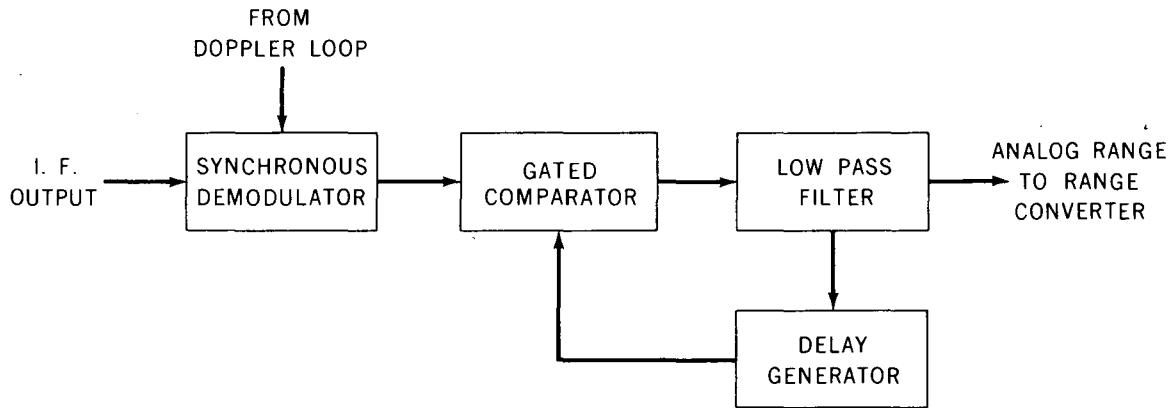 FROM
DOPPLER LOOP
I. F.
OUTPUT
SYNCHRONOUS
DEMODULATOR
GATED
COMPARATOR
LOW PASS
FILTER
ANALOG RANGE
TO RANGE
CONVERTER
DELAY
GENERATOR